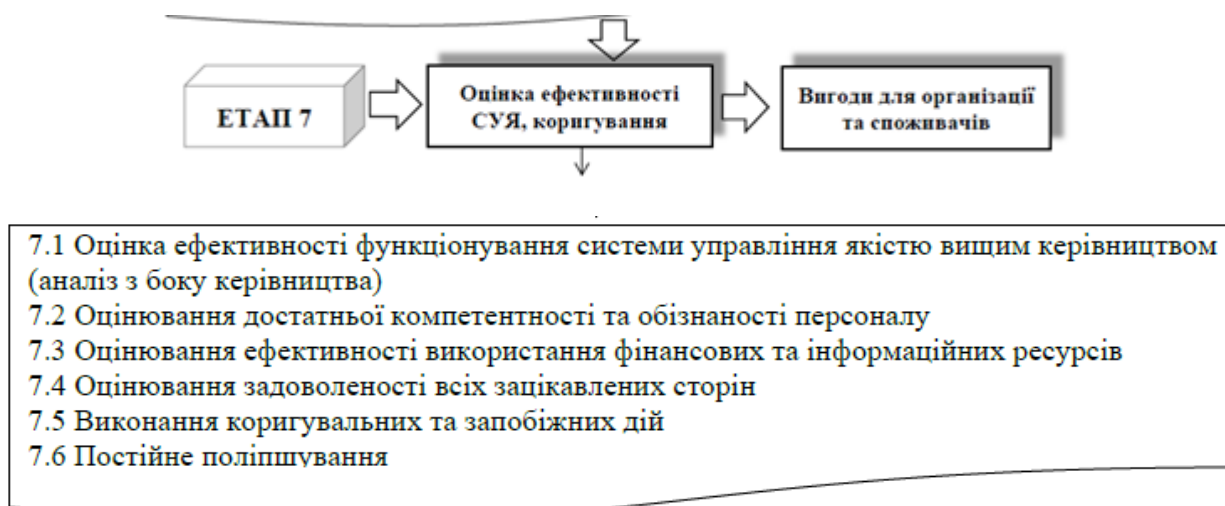 ЕТАП 7
Оцінка ефективності
СУЯ, коригування
Вигоди для організації
та споживачів
7.1 Оцінка ефективності функціонування системи управління якістю вищим керівництвом
(аналіз з боку керівництва)
7.2 Оцінювання достатньої компетентності та обізнаності персоналу
7.3 Оцінювання ефективності використання фінансових та інформаційних ресурсів
7.4 Оцінювання задоволеності всіх зацікавлених сторін
7.5 Виконання коригувальних та запобіжних дій
7.6 Постійне поліпшування